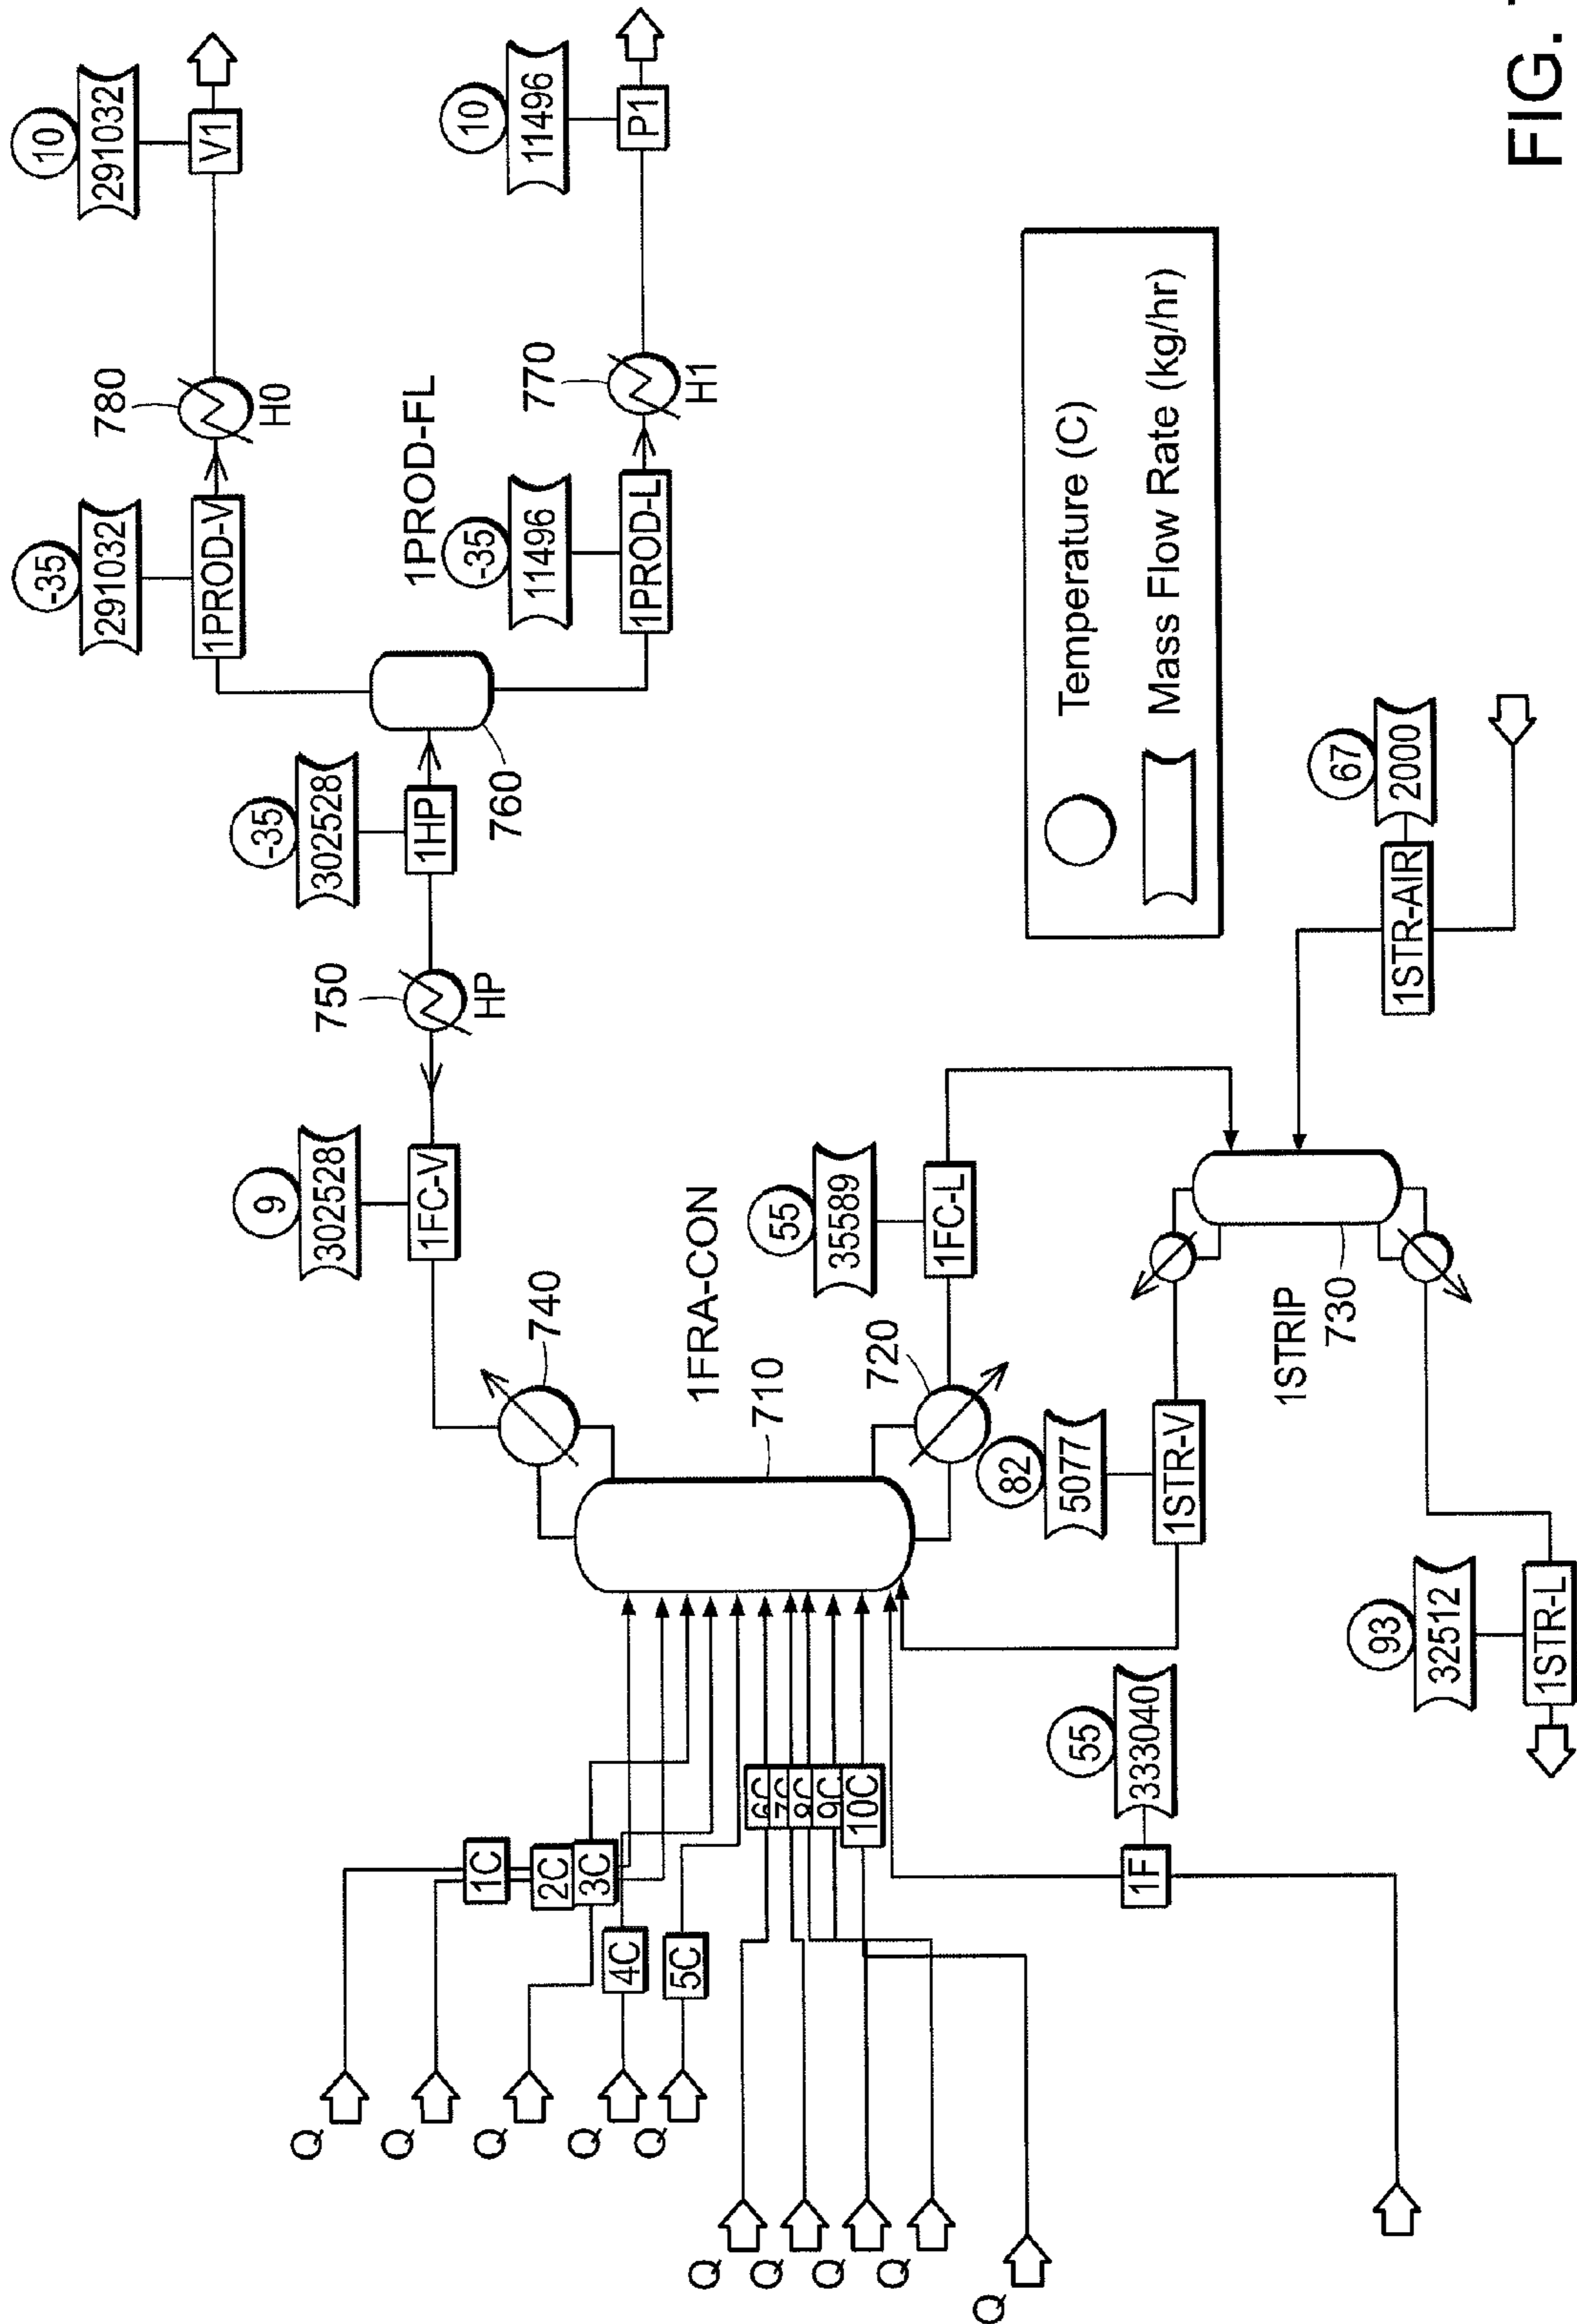 10
291032
V1
-35
291032
1PROD-V
780
H0
10
11496
P1
1PROD-FL
-35
11496
1PROD-L
770
H1
-35
302528
1HP
760
750
HP
9
302528
1FC-V
740
1FRA-CON
710
720
55
35589
1FC-L
82
5077
1STR-V
1STRIP
730
93
32512
1STR-L
67
2000
1STR-AIR
55
333040
1F
1C
2C
3C
4C
5C
6C
7C
8C
9C
10C
Q
Q
Q
Q
Q
Q
Q
Q
Q
Q
Temperature (C)
Mass Flow Rate (kg/hr)
FIG.